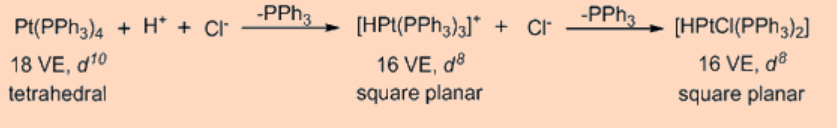 Pt(PPh₃)₄ + H⁺ + Cl⁻ -PPh₃ [HPt(PPh₃)₃]⁺ + Cl⁻ -PPh₃ [HPtCl(PPh₃)₂]
18 VE, d¹⁰ 16 VE, d⁸ 16 VE, d⁸
tetrahedral square planar square planar